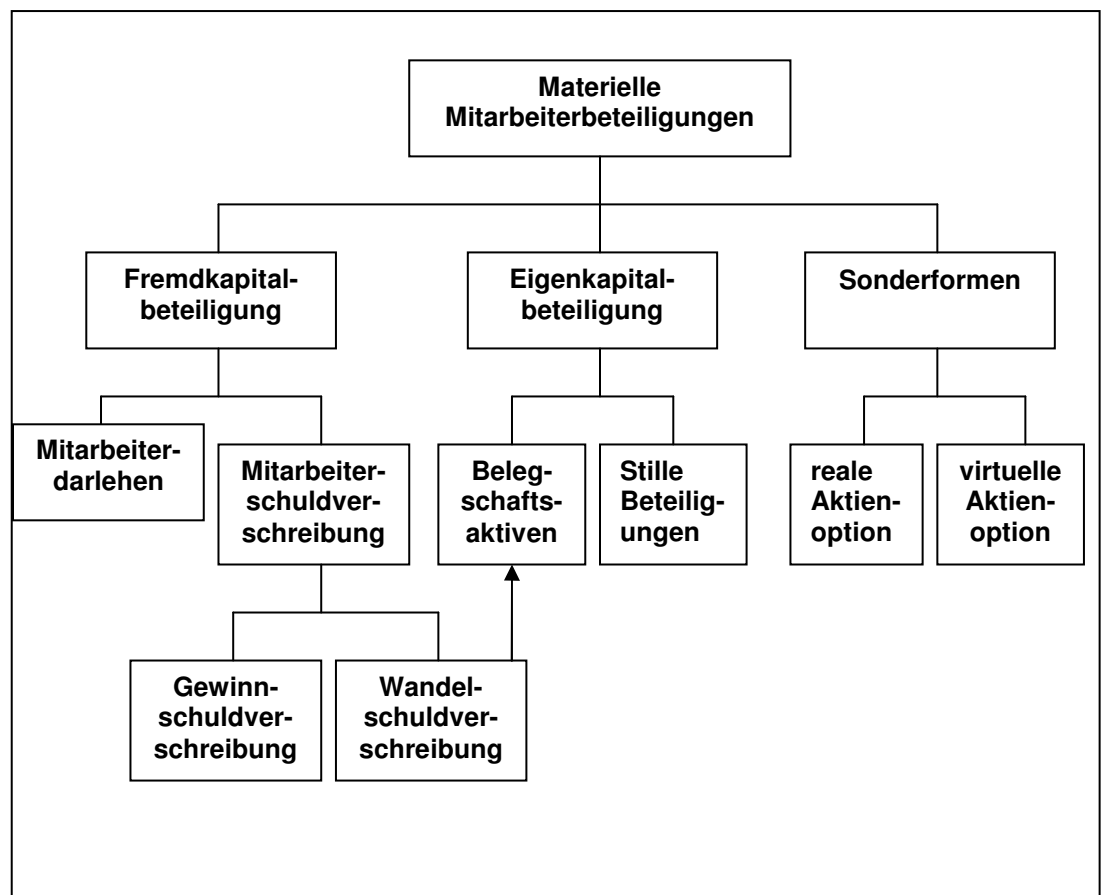 Materielle
Mitarbeiterbeteiligungen
Fremdkapital-
beteiligung
Eigenkapital-
beteiligung
Sonderformen
Mitarbeiter-
darlehen
Mitarbeiter-
schuldver-
schreibung
Beleg-
schafts-
aktiven
Stille
Beteilig-
ungen
reale
Aktien-
option
virtuelle
Aktien-
option
Gewinn-
schuldver-
schreibung
Wandel-
schuldver-
schreibung